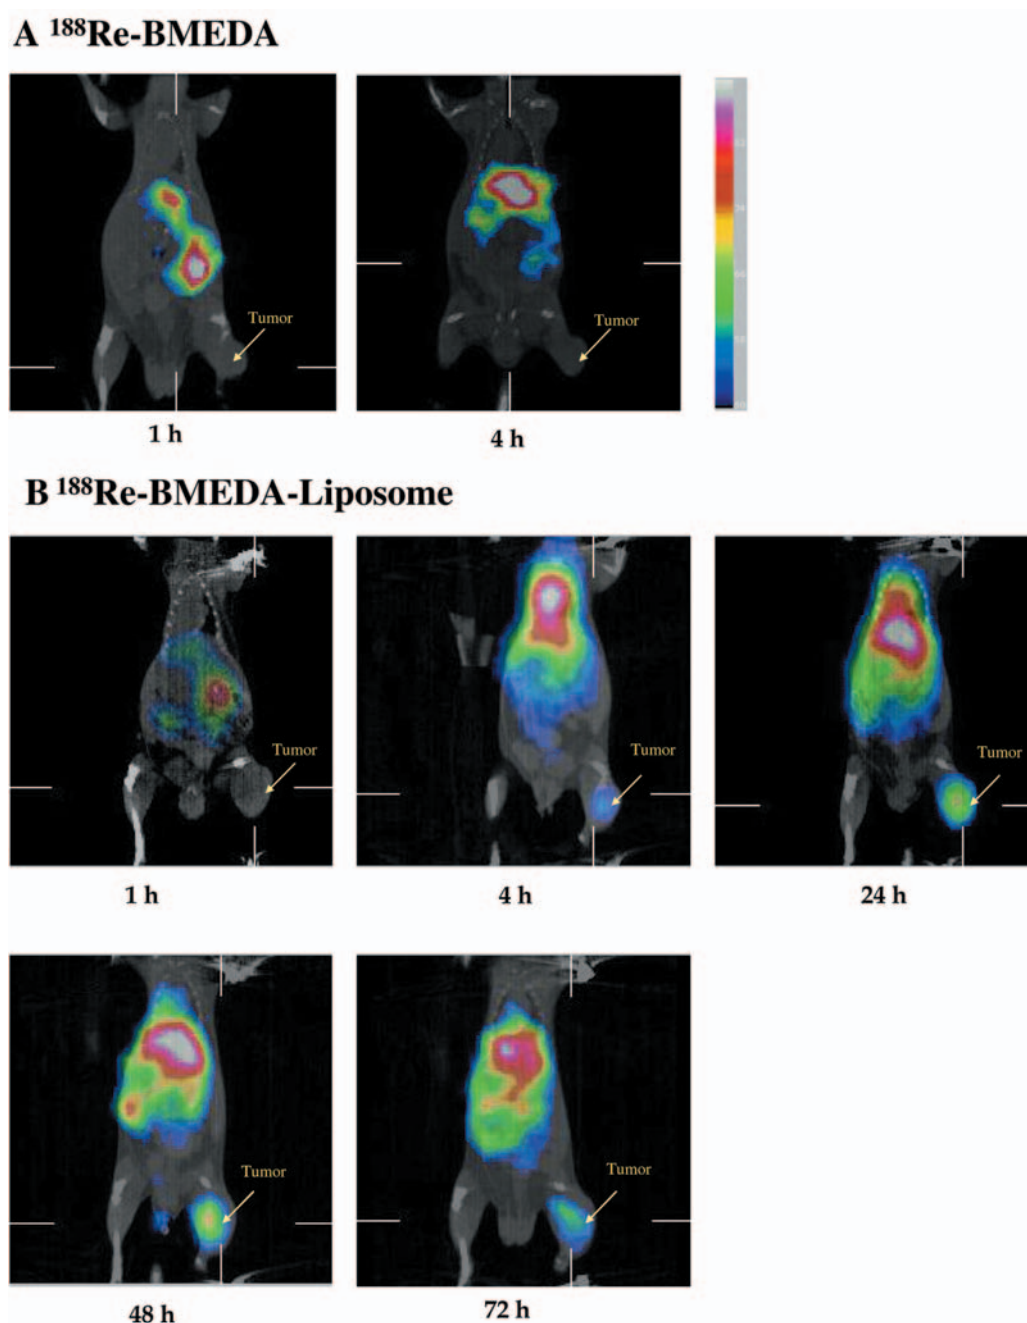 A ¹⁸⁸Re-BMEDA
Tumor
Tumor
1 h
4 h
B ¹⁸⁸Re-BMEDA-Liposome
Tumor
Tumor
Tumor
1 h
4 h
24 h
Tumor
Tumor
48 h
72 h